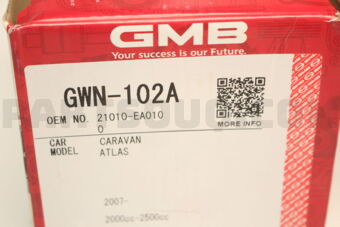 GMB
Your success is our Future.
GWN-102A
OEM NO. 21010-EA010
0
MORE INFO
CAR CARAVAN
MODEL ATLAS
2007-
2000cc-2500cc